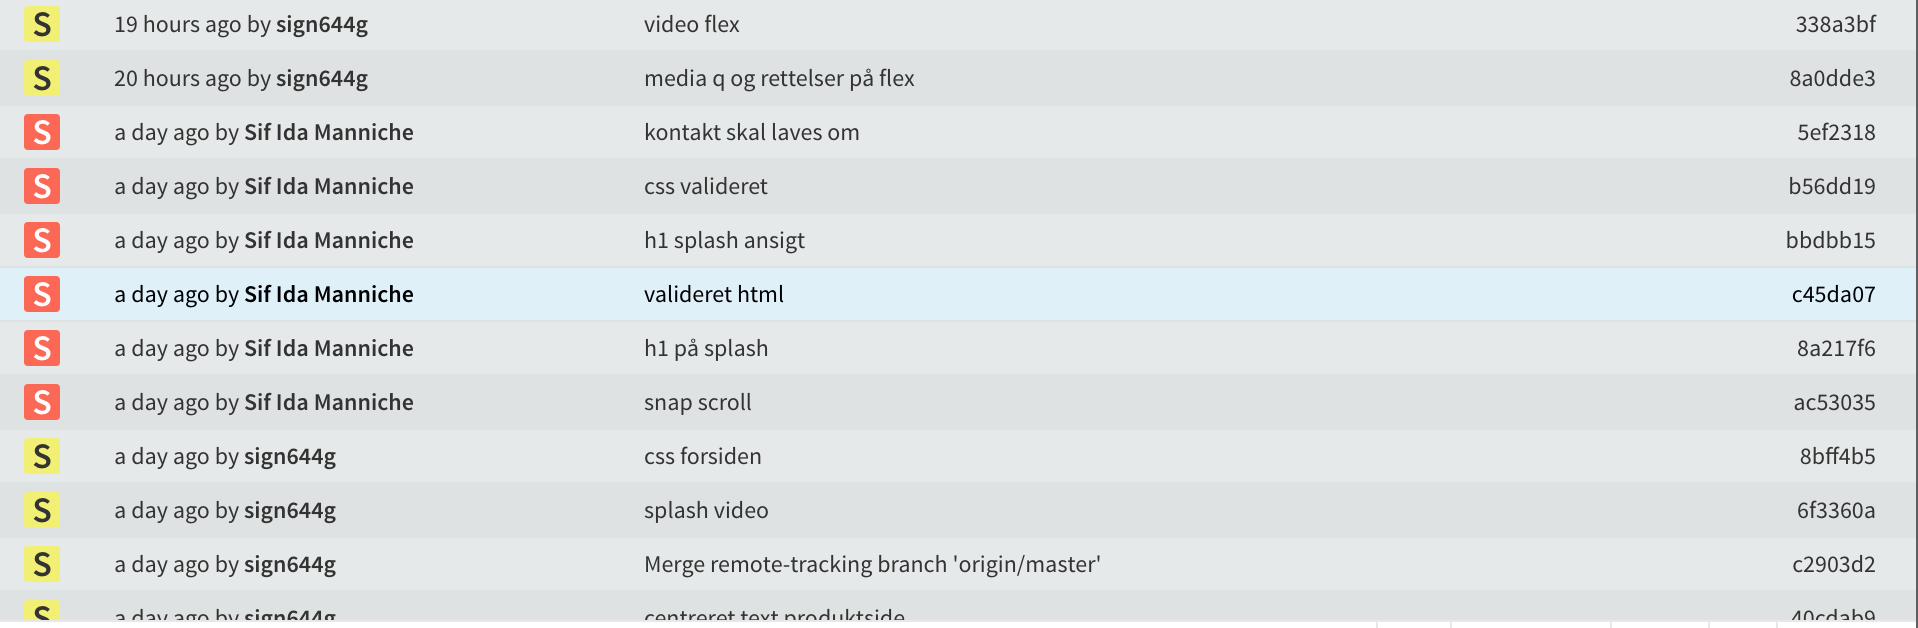 S 19 hours ago by sign644g video flex 338a3bf
S 20 hours ago by sign644g media q og rettelser på flex 8a0dde3
S a day ago by Sif Ida Manniche kontakt skal laves om 5ef2318
S a day ago by Sif Ida Manniche css valideret b56dd19
S a day ago by Sif Ida Manniche h1 splash ansigt bbdbb15
S a day ago by Sif Ida Manniche valideret html c45da07
S a day ago by Sif Ida Manniche h1 på splash 8a217f6
S a day ago by Sif Ida Manniche snap scroll ac53035
S a day ago by sign644g css forsiden 8bff4b5
S a day ago by sign644g splash video 6f3360a
S a day ago by sign644g Merge remote-tracking branch 'origin/master' c2903d2
S a day ago by sign644g centreret text produktside 40cdab9